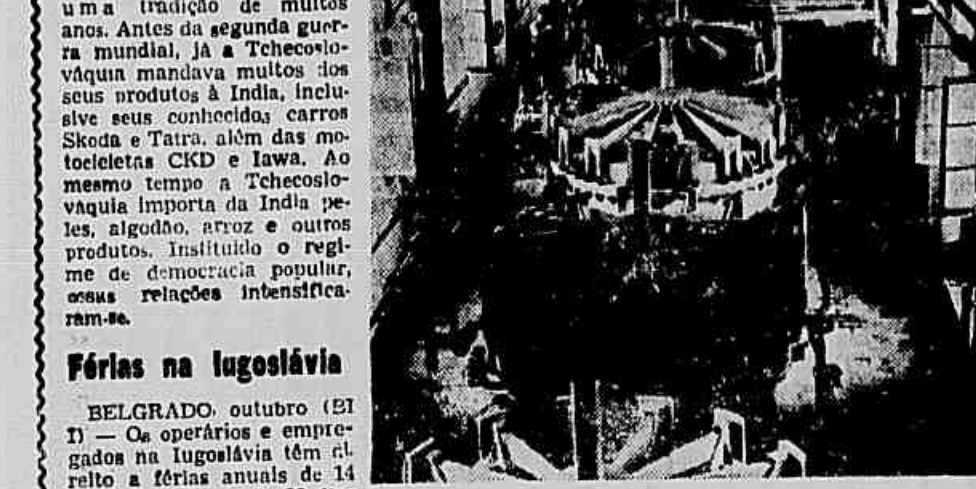 uma tradição de muitos
anos. Antes da segunda guer-
ra mundial, já a Tchecoslo-
váquia mandava muitos dos
seus produtos à India, inclu-
sive seus conhecidos carros
Skoda e Tatra, além das mo-
tocicletas CKD e Iawa. Ao
mesmo tempo a Tchecoslo-
váquia importa da India pe-
les, algodão, arroz e outros
produtos. Instituido o regi-
me de democracia popular,
essas relações intensifica-
ram-se.
Férias na Iugoslávia
BELGRADO, outubro (BI
I) — Os operários e empre-
gados na Iugoslávia têm di-
reito a férias anuais de 14